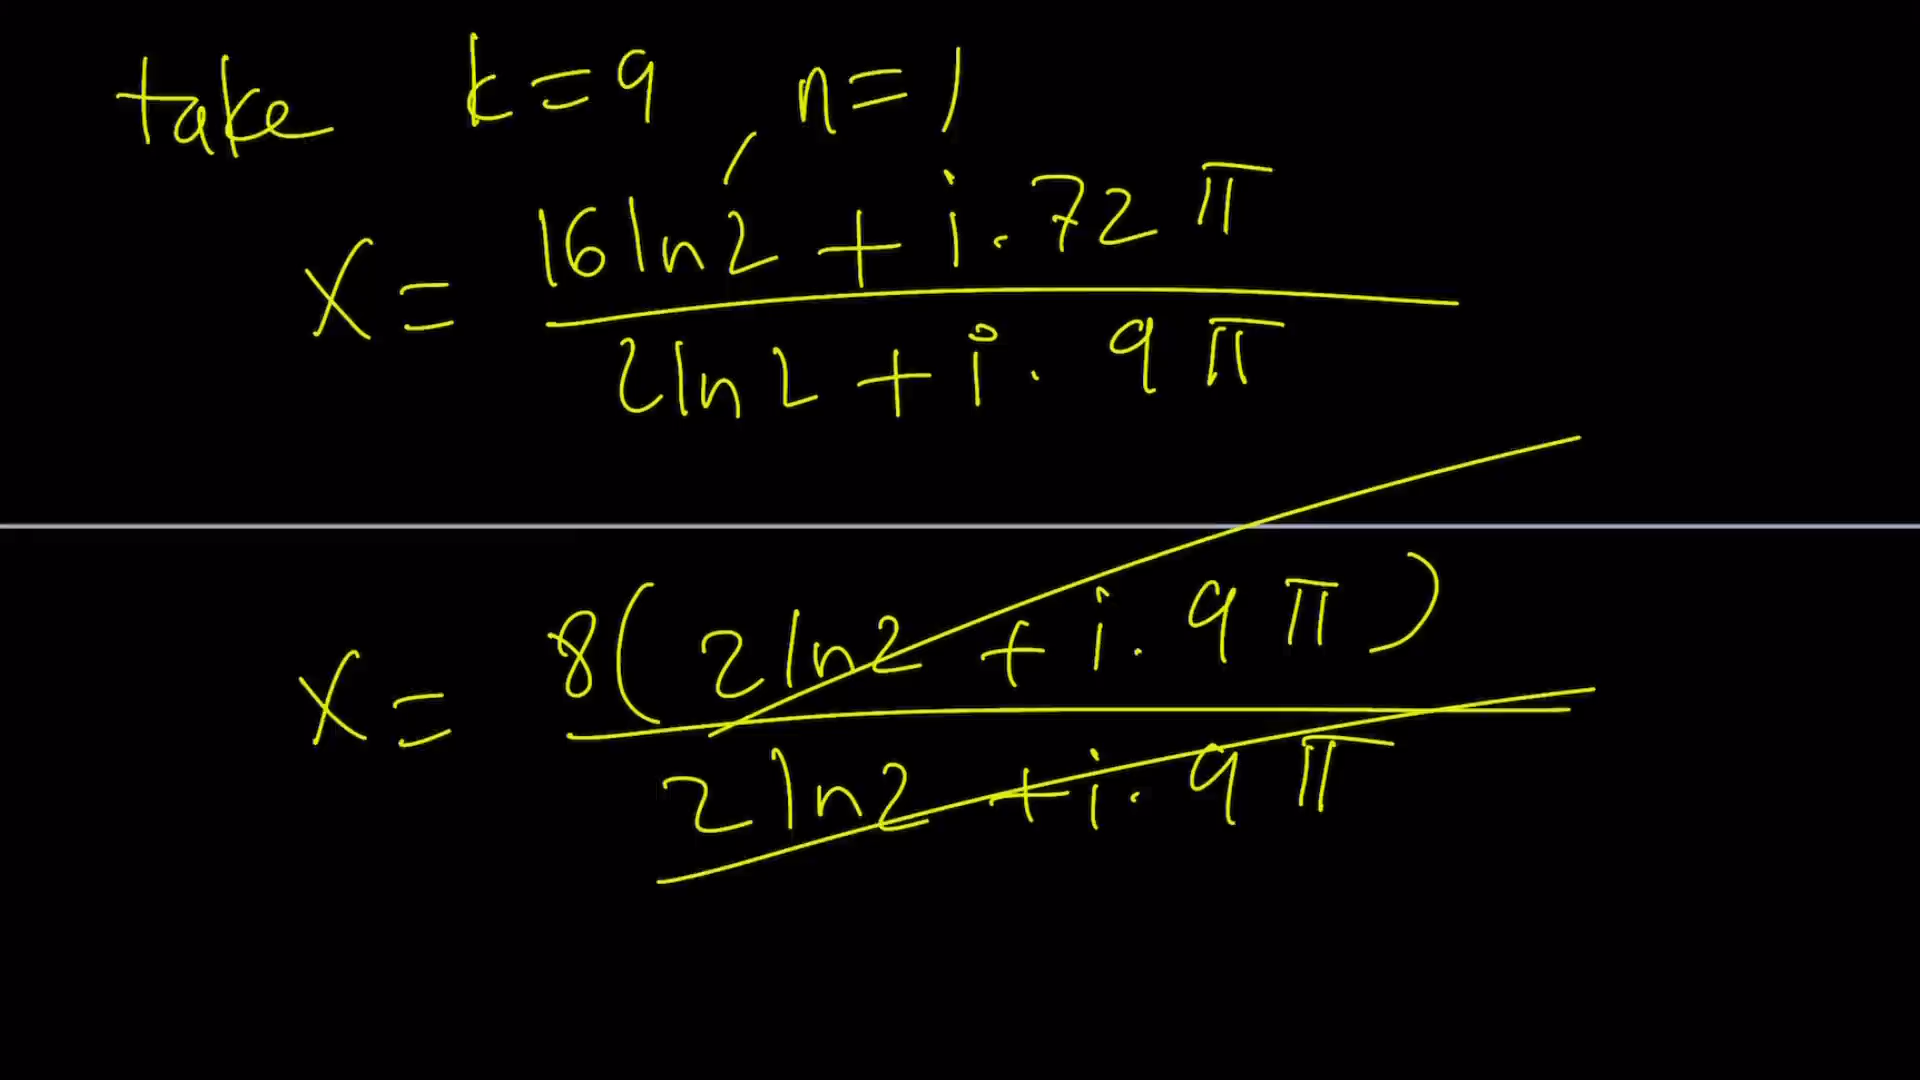 take k=9, n=1
x= (16ln2 + i·72π)/(2ln2 + i·9π)
x= 8(2ln2 + i·9π)/(2ln2 + i·9π)